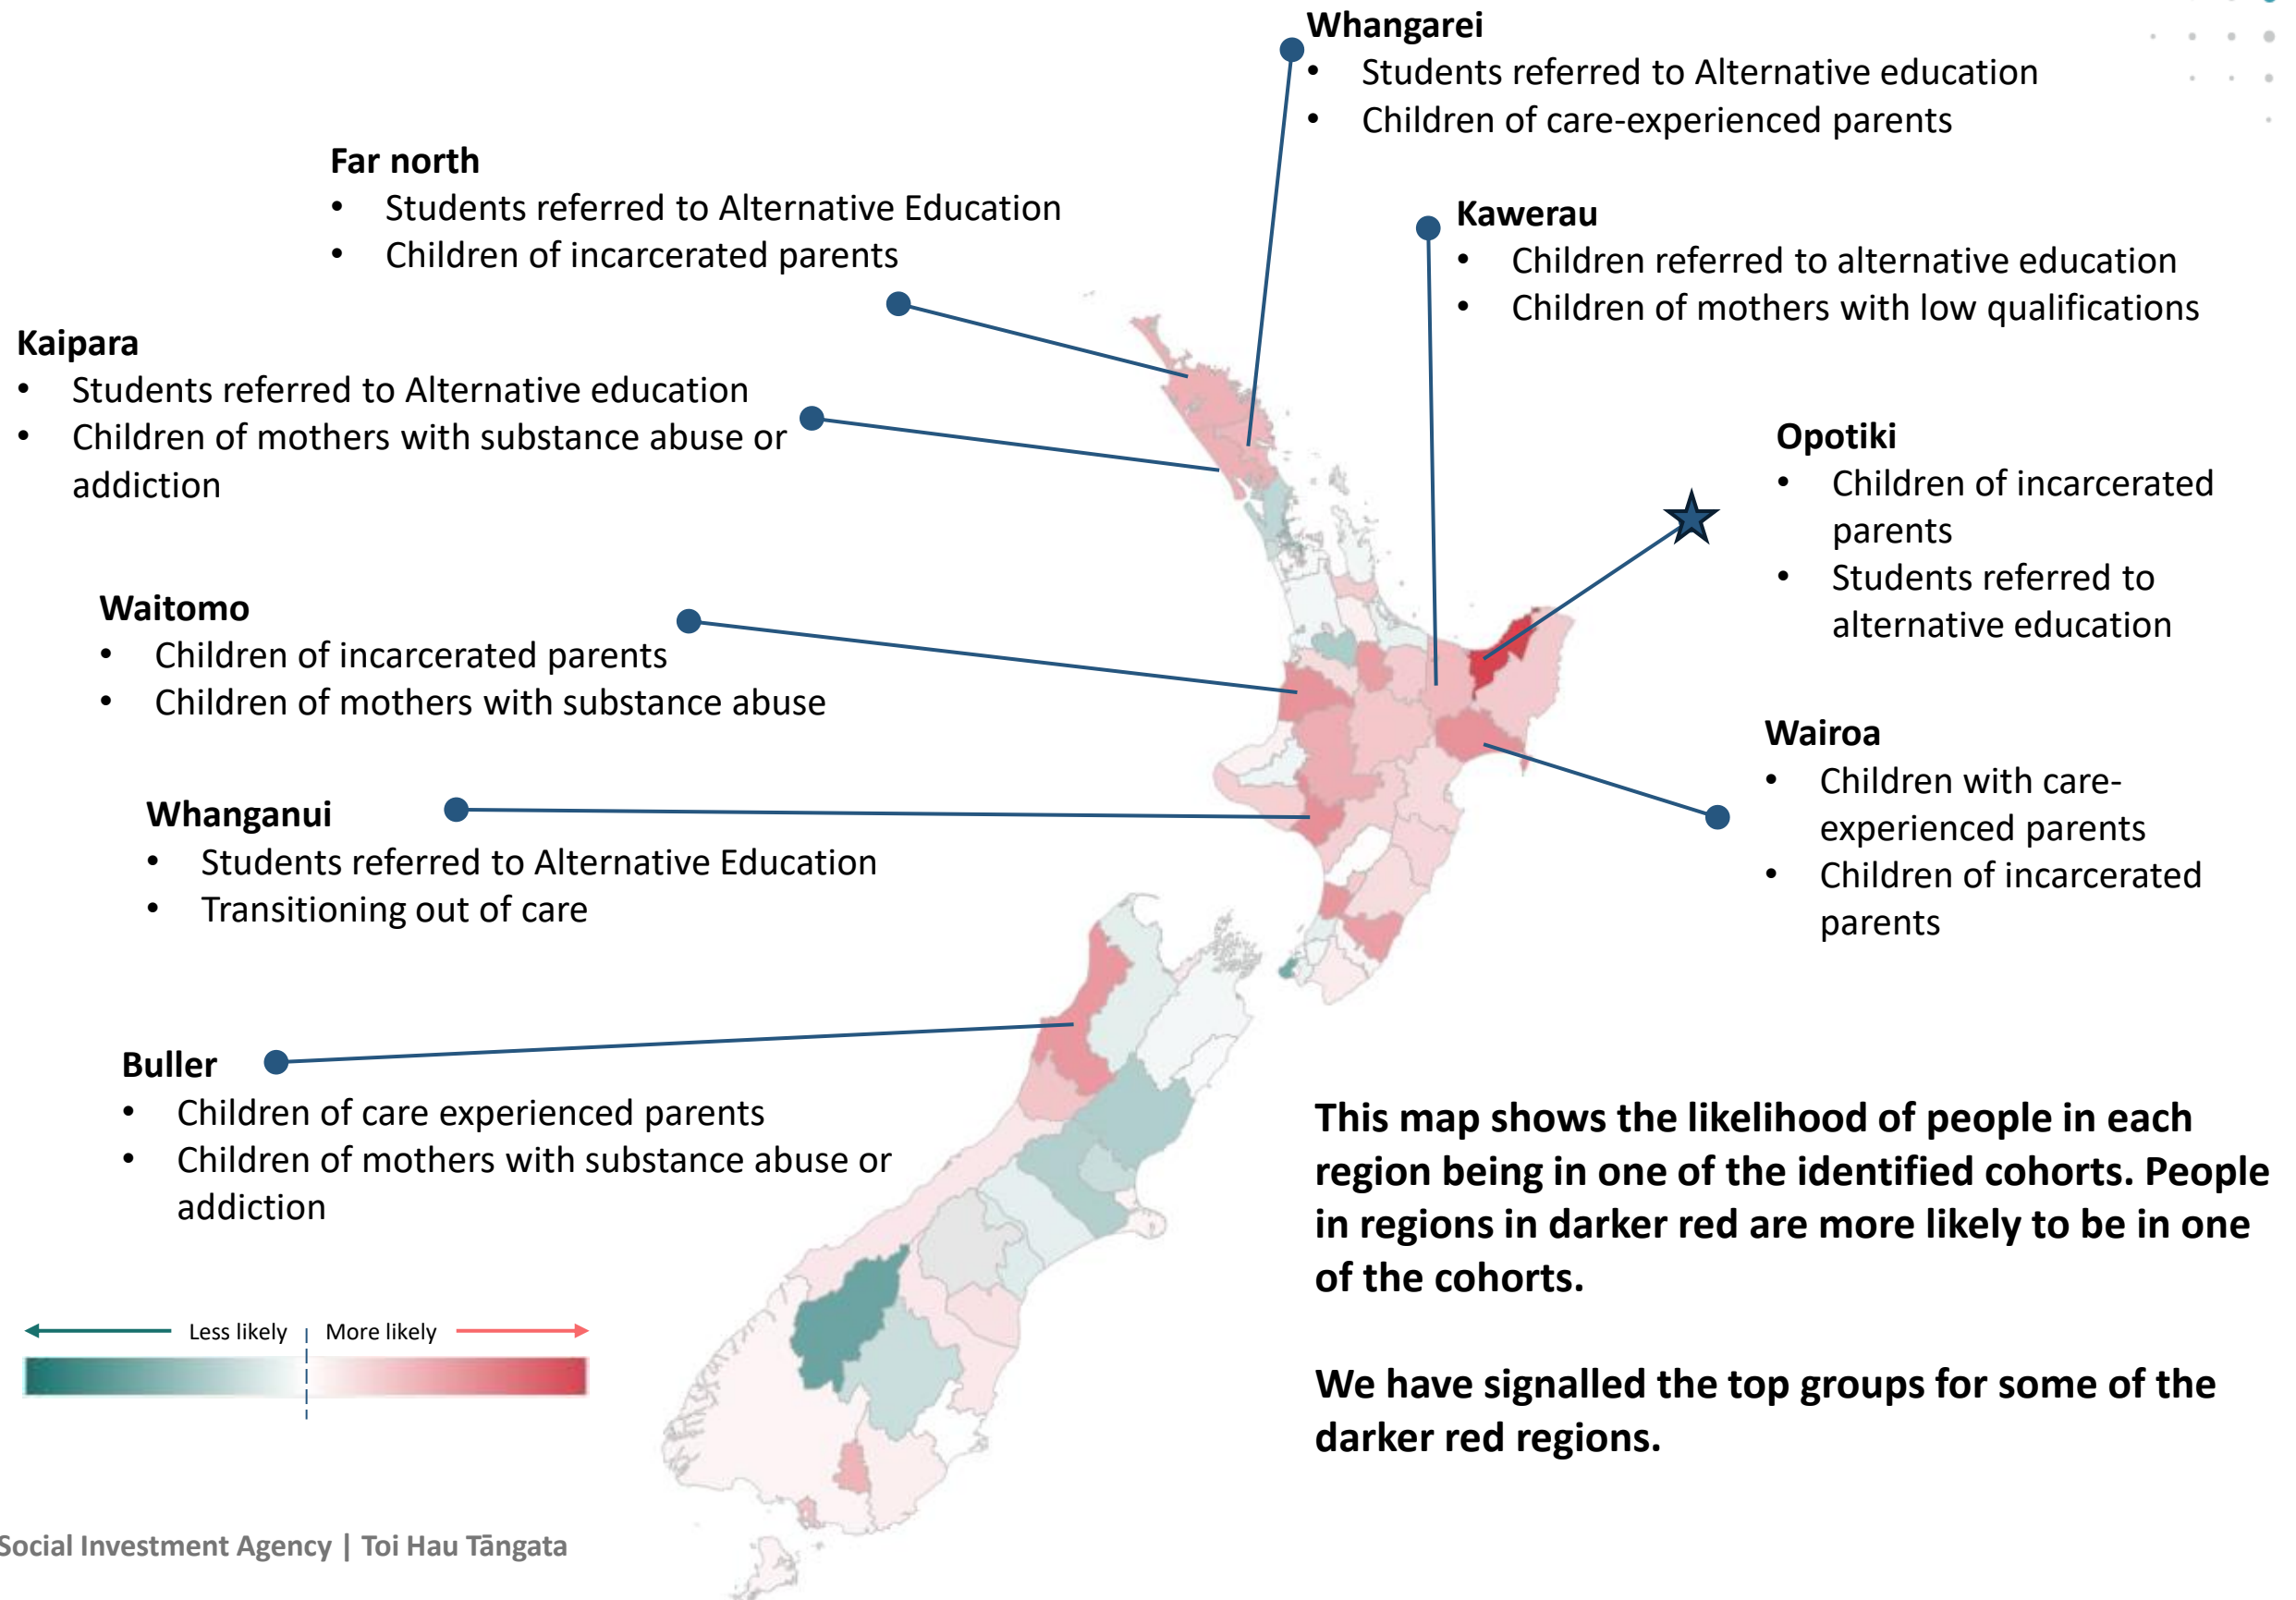 Whangarei
• Students referred to Alternative education
• Children of care-experienced parents
Far north
• Students referred to Alternative Education
• Children of incarcerated parents
Kawerau
• Children referred to alternative education
• Children of mothers with low qualifications
Kaipara
• Students referred to Alternative education
• Children of mothers with substance abuse or
addiction
Opotiki
• Children of incarcerated
parents
• Students referred to
alternative education
Waitomo
• Children of incarcerated parents
• Children of mothers with substance abuse
Wairoa
• Children with care-
experienced parents
• Children of incarcerated
parents
Whanganui
• Students referred to Alternative Education
• Transitioning out of care
Buller
• Children of care experienced parents
• Children of mothers with substance abuse or
addiction
This map shows the likelihood of people in each
region being in one of the identified cohorts. People
in regions in darker red are more likely to be in one
of the cohorts.
We have signalled the top groups for some of the
darker red regions.
Less likely
More likely
Social Investment Agency | Toi Hau Tāngata